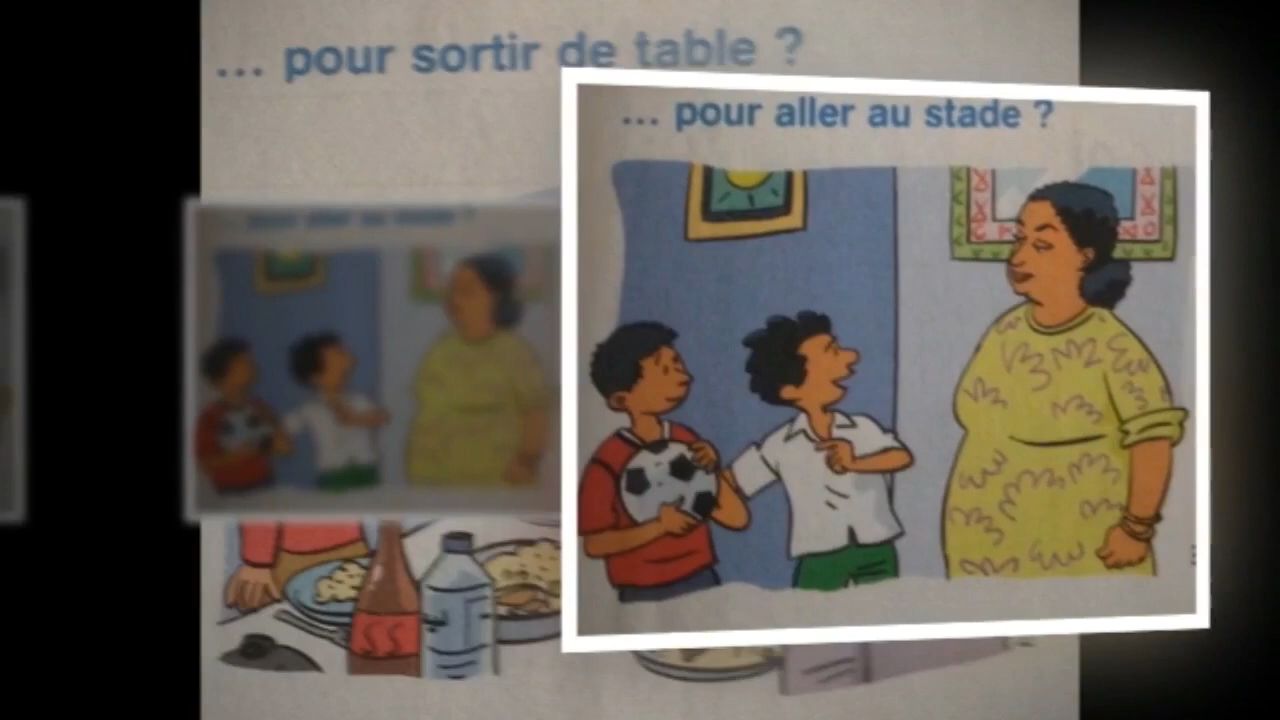 ... pour sortir de table ?
... pour aller au stade ?